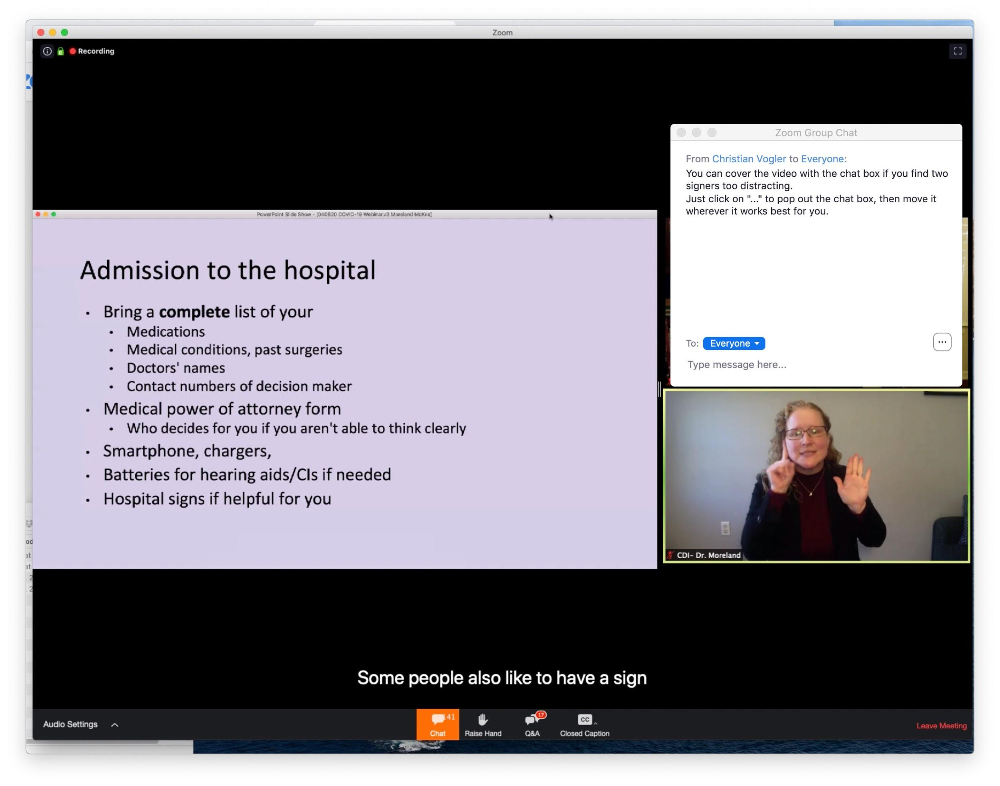 Zoom
Recording
Zoom Group Chat
From Christian Vogler to Everyone:
You can cover the video with the chat box if you find two
signers too distracting.
Just click on "..." to pop out the chat box, then move it
wherever it works best for you.
To: Everyone
Type message here...
PowerPoint Slide Show - [040820 COVID-19 Webinar.v3 Moreland McKee]
Admission to the hospital
• Bring a complete list of your
• Medications
• Medical conditions, past surgeries
• Doctors' names
• Contact numbers of decision maker
• Medical power of attorney form
• Who decides for you if you aren't able to think clearly
• Smartphone, chargers,
• Batteries for hearing aids/CIs if needed
• Hospital signs if helpful for you
CDI- Dr. Moreland
Some people also like to have a sign
Audio Settings
141
Chat
Raise Hand
17
Q&A
CC
Closed Caption
Leave Meeting